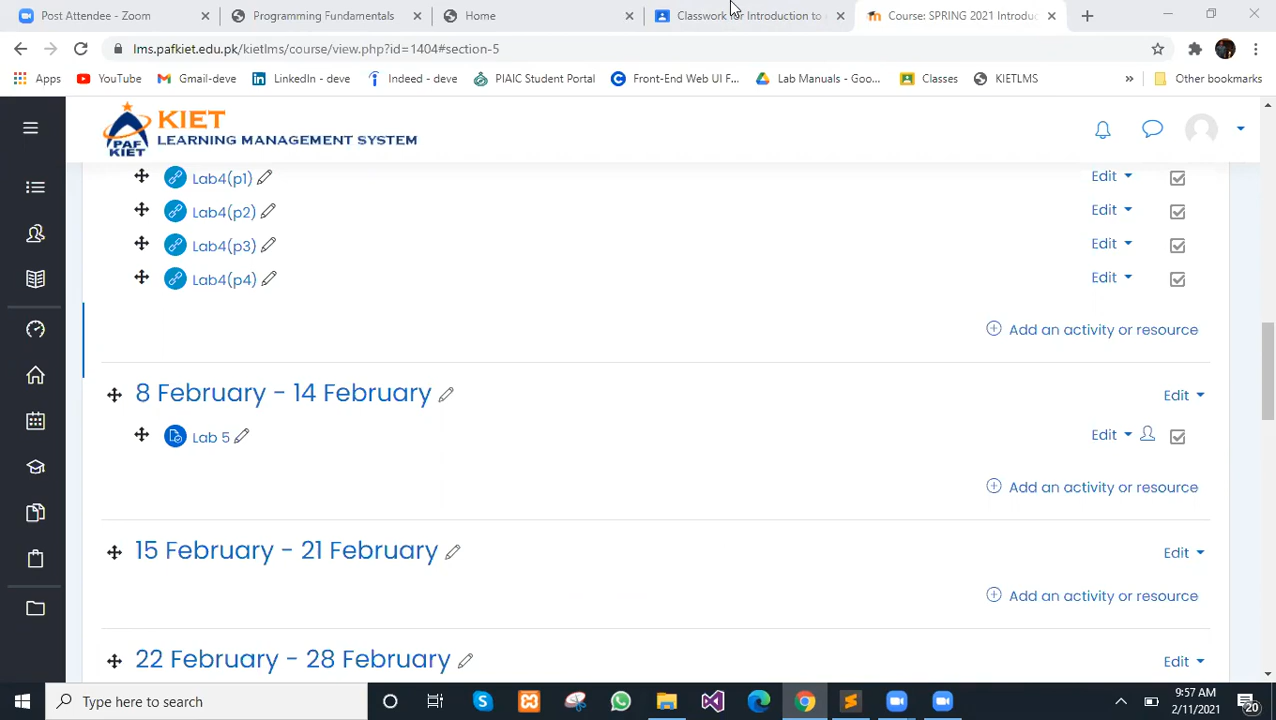 Post Attendee - Zoom
Programming Fundamentals
Home
Classwork for Introduction to
Course: SPRING 2021 Introduc
lms.pafkiet.edu.pk/kietlms/course/view.php?id=1404#section-5
Apps
YouTube
Gmail-deve
LinkedIn - deve
Indeed - deve
PIAIC Student Portal
Front-End Web UI F...
Lab Manuals - Goo...
Classes
KIETLMS
»
Other bookmarks
PAF
KIET
KIET
LEARNING MANAGEMENT SYSTEM
Lab4(p1)
Edit
Lab4(p2)
Edit
Lab4(p3)
Edit
Lab4(p4)
Edit
Add an activity or resource
8 February - 14 February
Edit
Lab 5
Edit
Add an activity or resource
15 February - 21 February
Edit
Add an activity or resource
22 February - 28 February
Edit
Type here to search
9:57 AM
2/11/2021
20